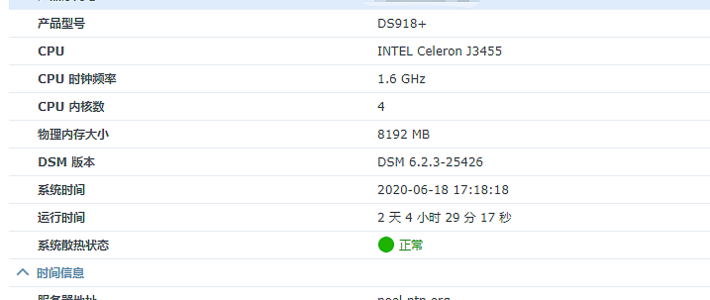 产品型号 DS918+
CPU INTEL Celeron J3455
CPU 时钟频率 1.6 GHz
CPU 内核数 4
物理内存大小 8192 MB
DSM 版本 DSM 6.2.3-25426
系统时间 2020-06-18 17:18:18
运行时间 2 天 4 小时 29 分 17 秒
系统散热状态 正常
时间信息
服务器地址